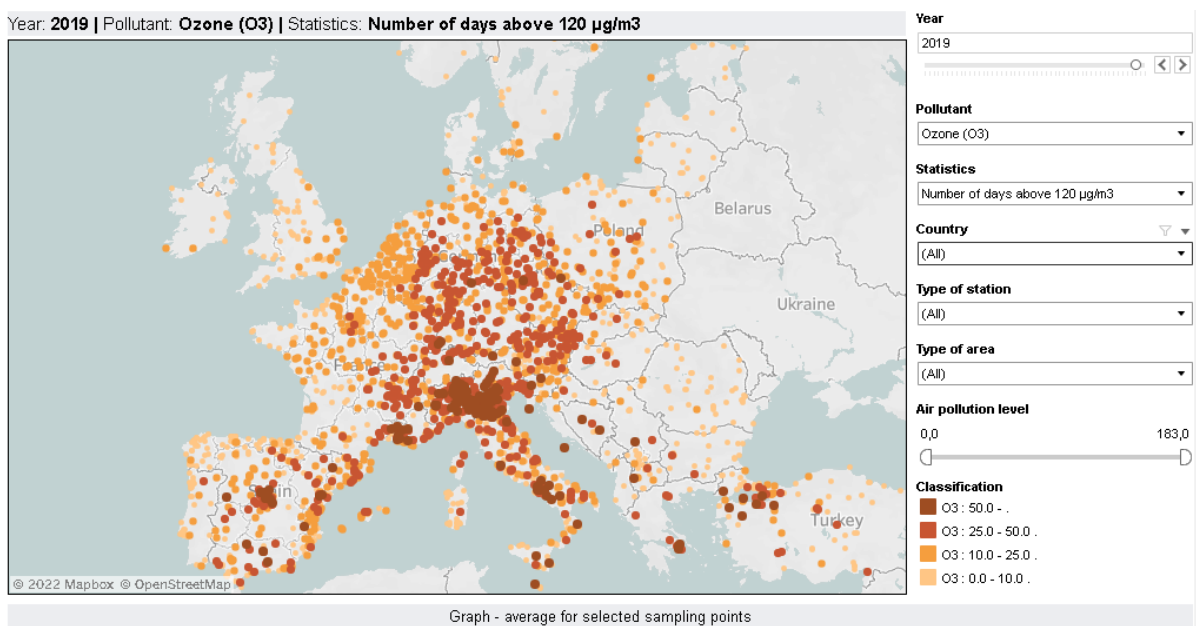 Year: 2019 | Pollutant: Ozone (O3) | Statistics: Number of days above 120 µg/m3
Belarus
Poland
Ukraine
France
Spain
Turkey
© 2022 Mapbox © OpenStreetMap
Graph - average for selected sampling points
Year
2019
Pollutant
Ozone (O3)
Statistics
Number of days above 120 µg/m3
Country
(All)
Type of station
(All)
Type of area
(All)
Air pollution level
0,0 183,0
Classification
O3 : 50.0 - .
O3 : 25.0 - 50.0 .
O3 : 10.0 - 25.0 .
O3 : 0.0 - 10.0 .